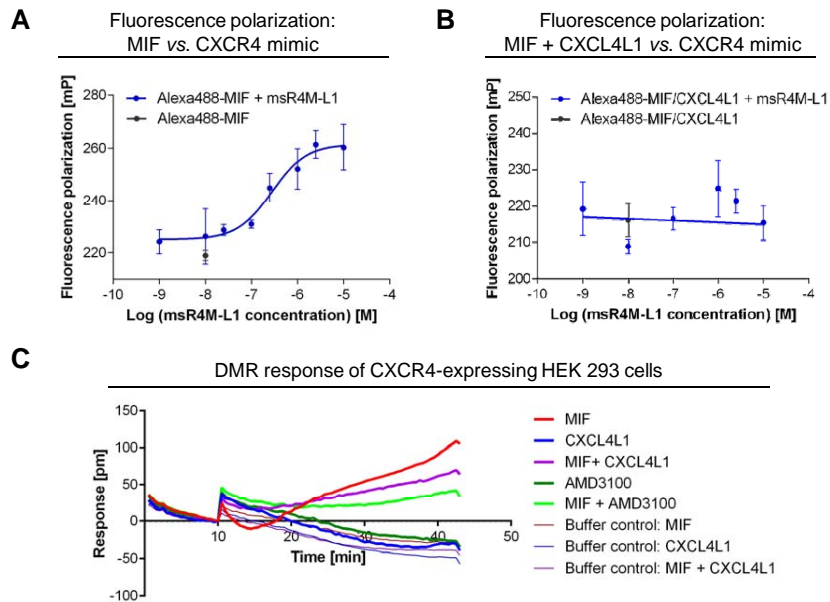 A
Fluorescence polarization:
MIF vs. CXCR4 mimic
Fluorescence polarization [mP]
280
260
240
220
Alexa488-MIF + msR4M-L1
Alexa488-MIF
-10 -9 -8 -7 -6 -5 -4
Log (msR4M-L1 concentration) [M]
B
Fluorescence polarization:
MIF + CXCL4L1 vs. CXCR4 mimic
Fluorescence polarization [mP]
250
240
230
220
210
200
Alexa488-MIF/CXCL4L1 + msR4M-L1
Alexa488-MIF/CXCL4L1
-10 -9 -8 -7 -6 -5 -4
Log (msR4M-L1 concentration) [M]
C
DMR response of CXCR4-expressing HEK 293 cells
Response [pm]
150
100
50
0
-50
-100
10 20 30 40 50
Time [min]
MIF
CXCL4L1
MIF+ CXCL4L1
AMD3100
MIF + AMD3100
Buffer control: MIF
Buffer control: CXCL4L1
Buffer control: MIF + CXCL4L1